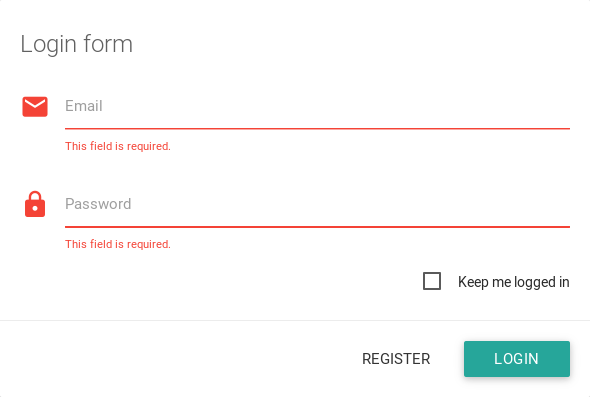 Login form
Email
This field is required.
Password
This field is required.
Keep me logged in
REGISTER
LOGIN